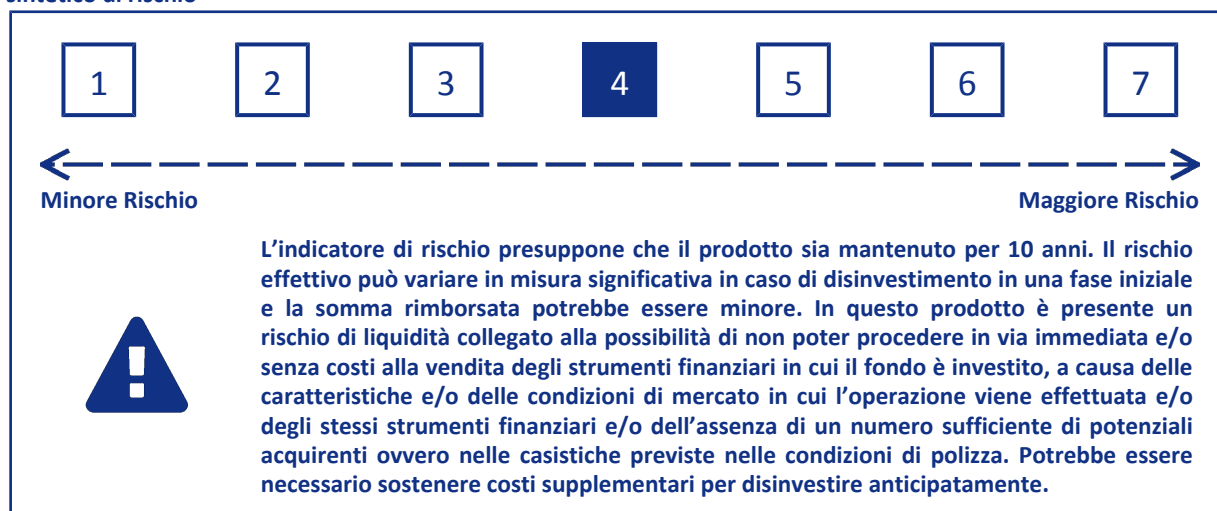 sintetico di rischio
1 2 3 4 5 6 7
Minore Rischio Maggiore Rischio
L’indicatore di rischio presuppone che il prodotto sia mantenuto per 10 anni. Il rischio
effettivo può variare in misura significativa in caso di disinvestimento in una fase iniziale
e la somma rimborsata potrebbe essere minore. In questo prodotto è presente un
rischio di liquidità collegato alla possibilità di non poter procedere in via immediata e/o
senza costi alla vendita degli strumenti finanziari in cui il fondo è investito, a causa delle
caratteristiche e/o delle condizioni di mercato in cui l’operazione viene effettuata e/o
degli stessi strumenti finanziari e/o dell’assenza di un numero sufficiente di potenziali
acquirenti ovvero nelle casistiche previste nelle condizioni di polizza. Potrebbe essere
necessario sostenere costi supplementari per disinvestire anticipatamente.